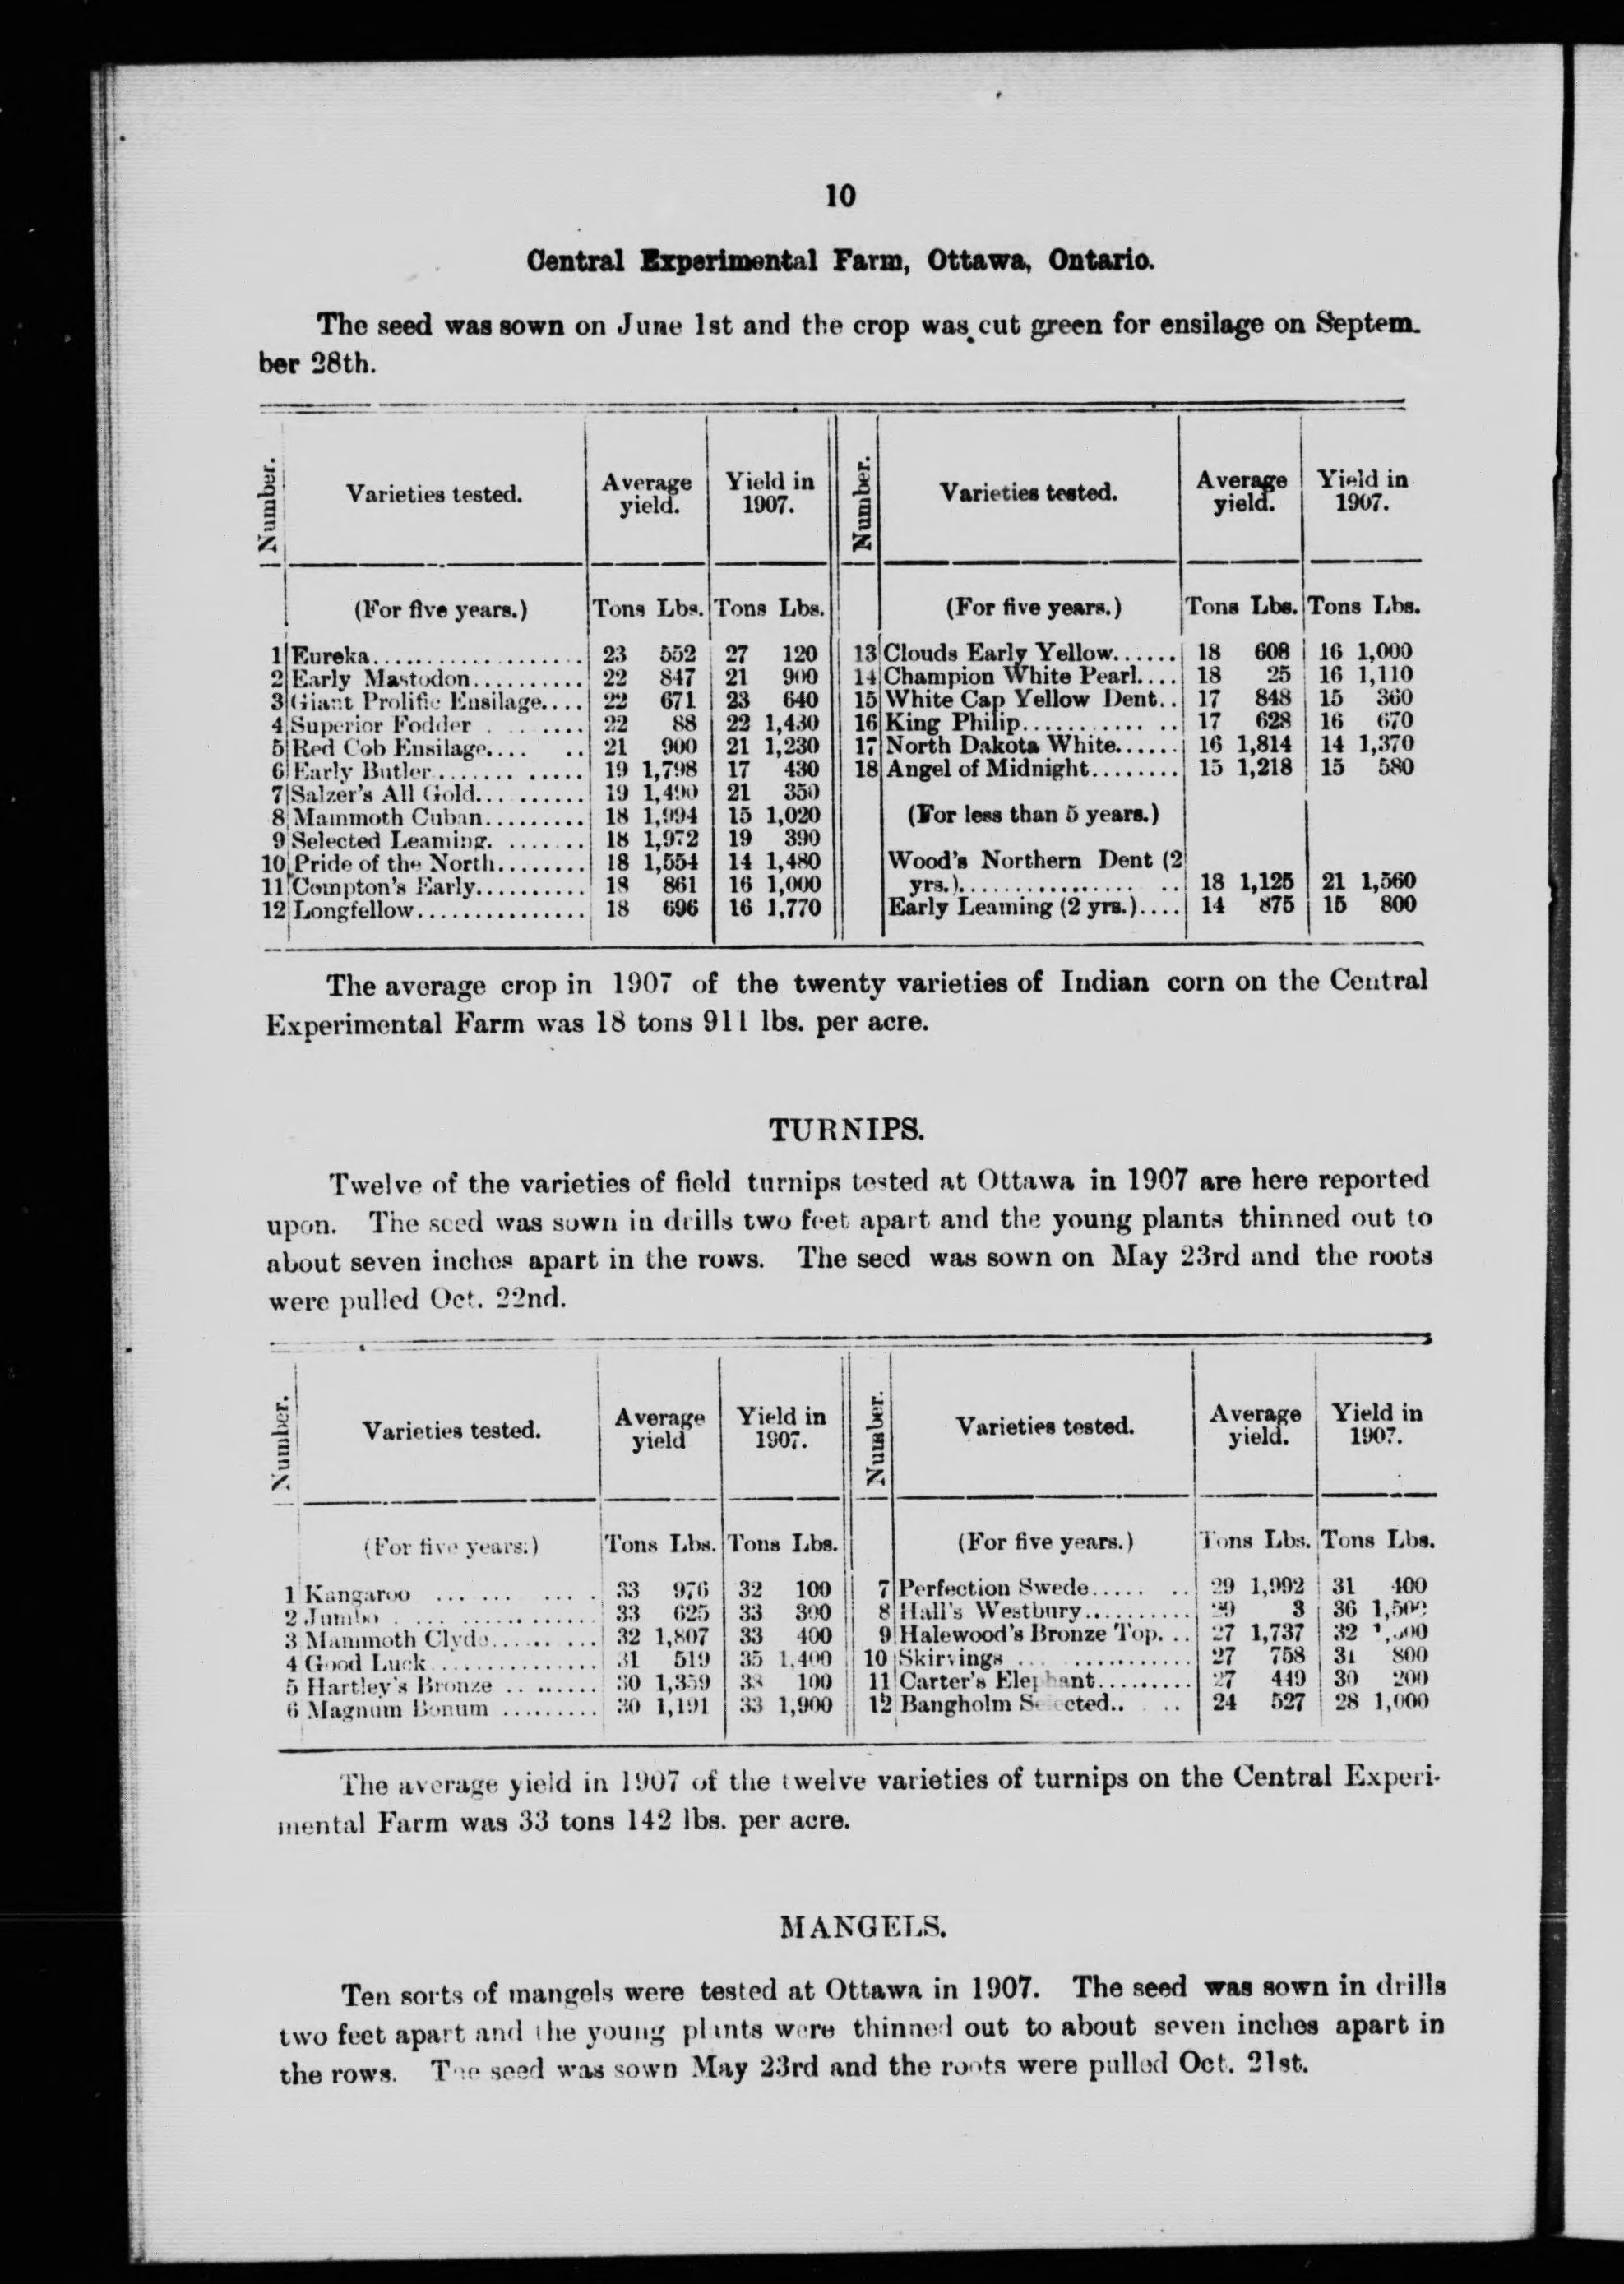 10
Central Experimental Farm, Ottawa, Ontario.
The seed was sown on June 1st and the crop was cut green for ensilage on Septem-
ber 28th.
Number. Varieties tested. Average yield. Yield in 1907. Number. Varieties tested. Average yield. Yield in 1907.
(For five years.) Tons Lbs. Tons Lbs. (For five years.) Tons Lbs. Tons Lbs.
1 Eureka 23 552 27 120 13 Clouds Early Yellow 18 608 16 1,000
2 Early Mastodon 22 847 21 900 14 Champion White Pearl 18 25 16 1,110
3 Giant Prolific Ensilage 22 671 23 640 15 White Cap Yellow Dent 17 848 15 360
4 Superior Fodder 22 88 22 1,430 16 King Philip 17 628 16 670
5 Red Cob Ensilage 21 900 21 1,230 17 North Dakota White 16 1,814 14 1,370
6 Early Butler 19 1,798 17 430 18 Angel of Midnight 15 1,218 15 580
7 Salzer's All Gold 19 1,490 21 350
8 Mammoth Cuban 18 1,994 15 1,020 (For less than 5 years.)
9 Selected Leaming 18 1,972 19 390
10 Pride of the North 18 1,554 14 1,480 Wood's Northern Dent (2
11 Compton's Early 18 861 16 1,000 yrs.) 18 1,125 21 1,560
12 Longfellow 18 696 16 1,770 Early Leaming (2 yrs.) 14 875 15 800
The average crop in 1907 of the twenty varieties of Indian corn on the Central
Experimental Farm was 18 tons 911 lbs. per acre.
TURNIPS.
Twelve of the varieties of field turnips tested at Ottawa in 1907 are here reported
upon. The seed was sown in drills two feet apart and the young plants thinned out to
about seven inches apart in the rows. The seed was sown on May 23rd and the roots
were pulled Oct. 22nd.
Number. Varieties tested. Average yield Yield in 1907. Number. Varieties tested. Average yield. Yield in 1907.
(For five years.) Tons Lbs. Tons Lbs. (For five years.) Tons Lbs. Tons Lbs.
1 Kangaroo 33 976 32 100 7 Perfection Swede 29 1,992 31 400
2 Jumbo 33 625 33 300 8 Hall's Westbury 29 3 36
3 Mammoth Clyde 32 1,807 33 400 9 Halewood's Bronze Top 27 1,737 32
4 Good Luck 31 519 35 1,400 10 Skirvings 27 758 31 800
5 Hartley's Bronze 30 1,359 38 100 11 Carter's Elephant 27 449 30 200
6 Magnum Bonum 30 1,191 33 1,900 12 Bangholm Selected 24 527 28 1,000
The average yield in 1907 of the twelve varieties of turnips on the Central Experi-
mental Farm was 33 tons 142 lbs. per acre.
MANGELS.
Ten sorts of mangels were tested at Ottawa in 1907. The seed was sown in drills
two feet apart and the young plants were thinned out to about seven inches apart in
the rows. The seed was sown May 23rd and the roots were pulled Oct. 21st.